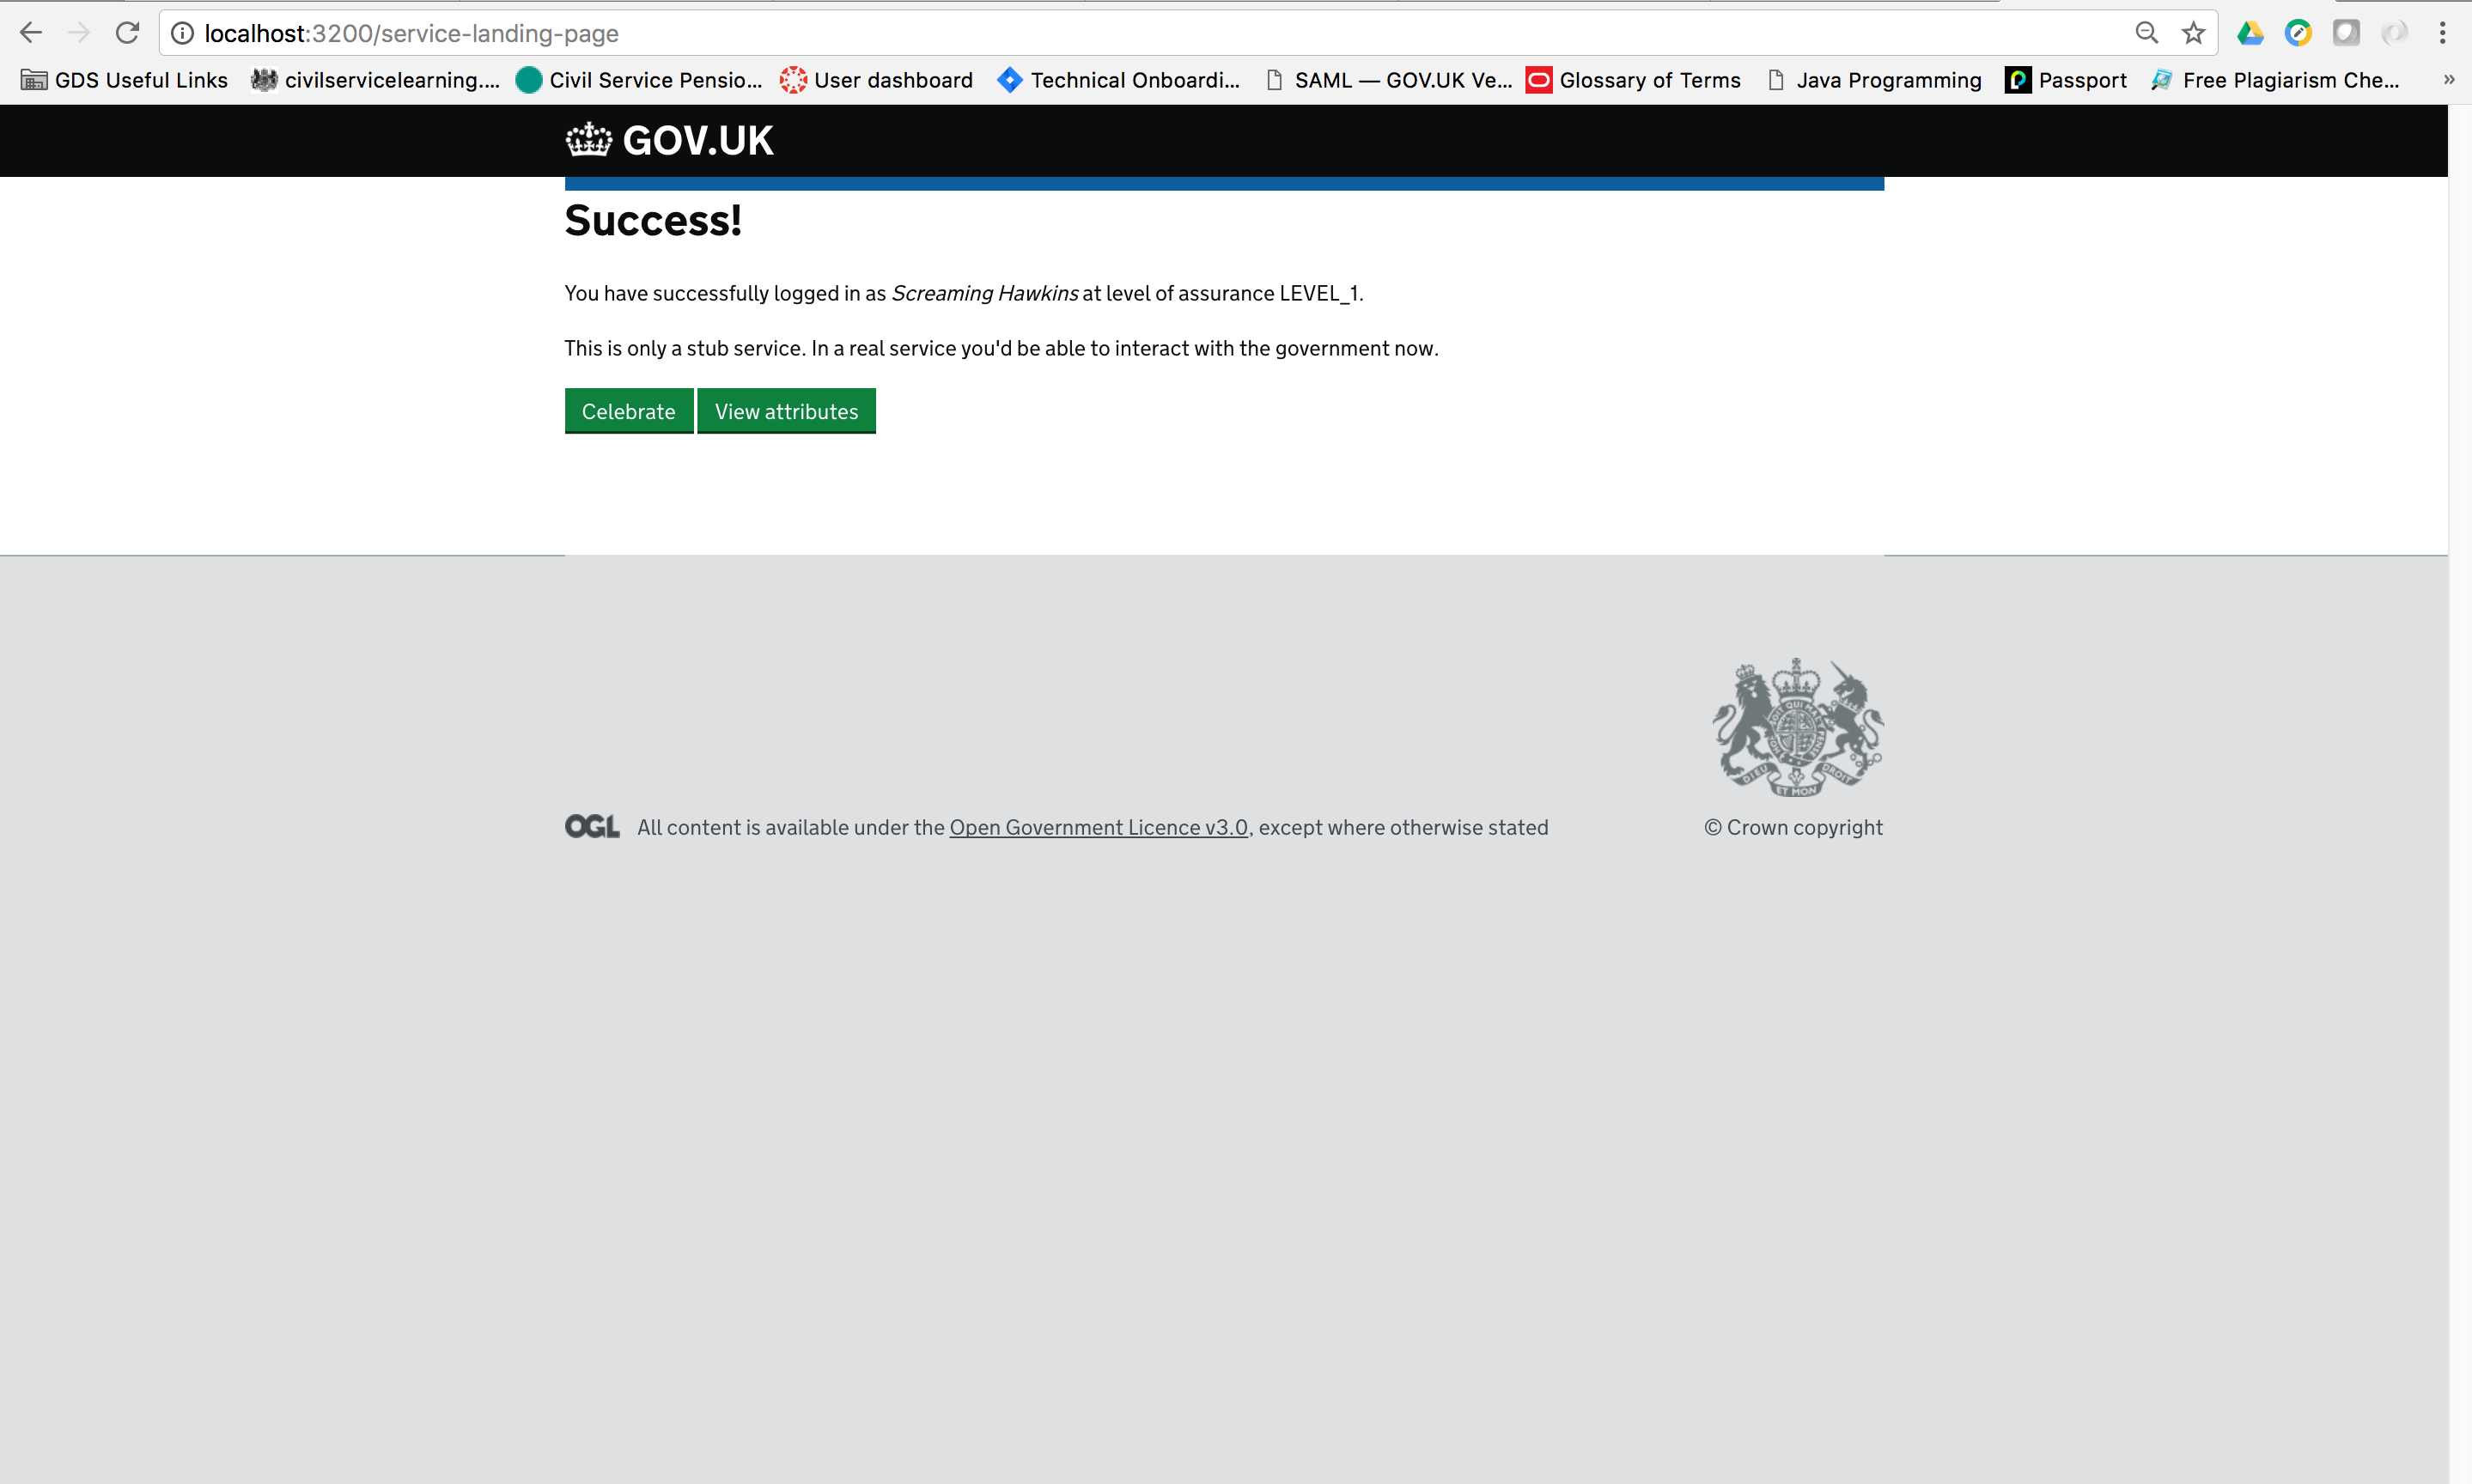 localhost:3200/service-landing-page
GDS Useful Links civilservicelearning.... Civil Service Pensio... User dashboard Technical Onboardi... SAML — GOV.UK Ve... Glossary of Terms Java Programming Passport Free Plagiarism Che... »
GOV.UK
Success!
You have successfully logged in as Screaming Hawkins at level of assurance LEVEL_1.
This is only a stub service. In a real service you'd be able to interact with the government now.
Celebrate View attributes
DIEU ET MON DROIT
OGL All content is available under the Open Government Licence v3.0, except where otherwise stated © Crown copyright